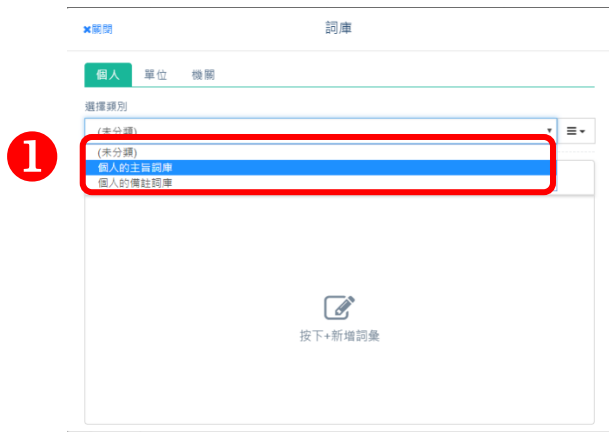 ✖關閉 詞庫
個人 單位 機關
選擇類別
(未分類)
(未分類)
個人的主旨詞庫
個人的備註詞庫
1
按下+新增詞彙